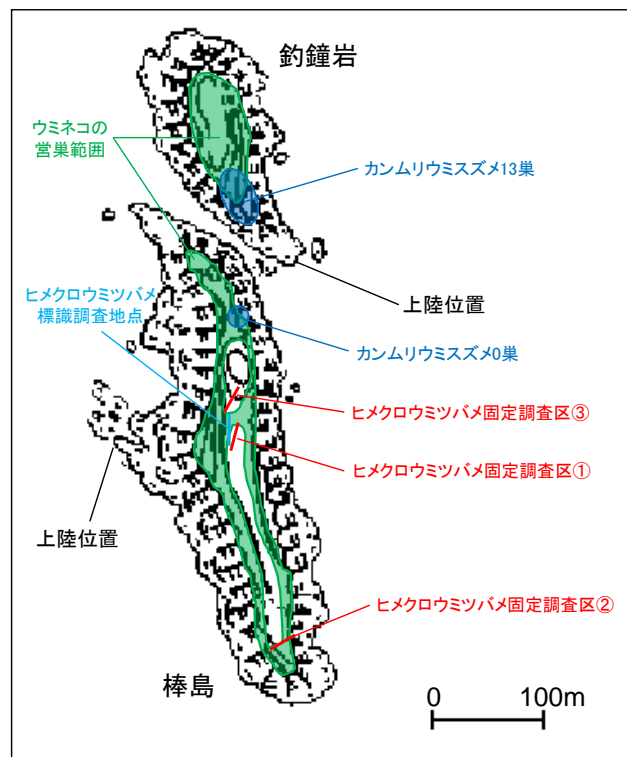 釣鐘岩
ウミネコの
営巣範囲
カンムリウミスズメ13巣
上陸位置
ヒメクロウミツバメ
標識調査地点
カンムリウミスズメ0巣
ヒメクロウミツバメ固定調査区③
ヒメクロウミツバメ固定調査区①
上陸位置
ヒメクロウミツバメ固定調査区②
棒島
0 100m